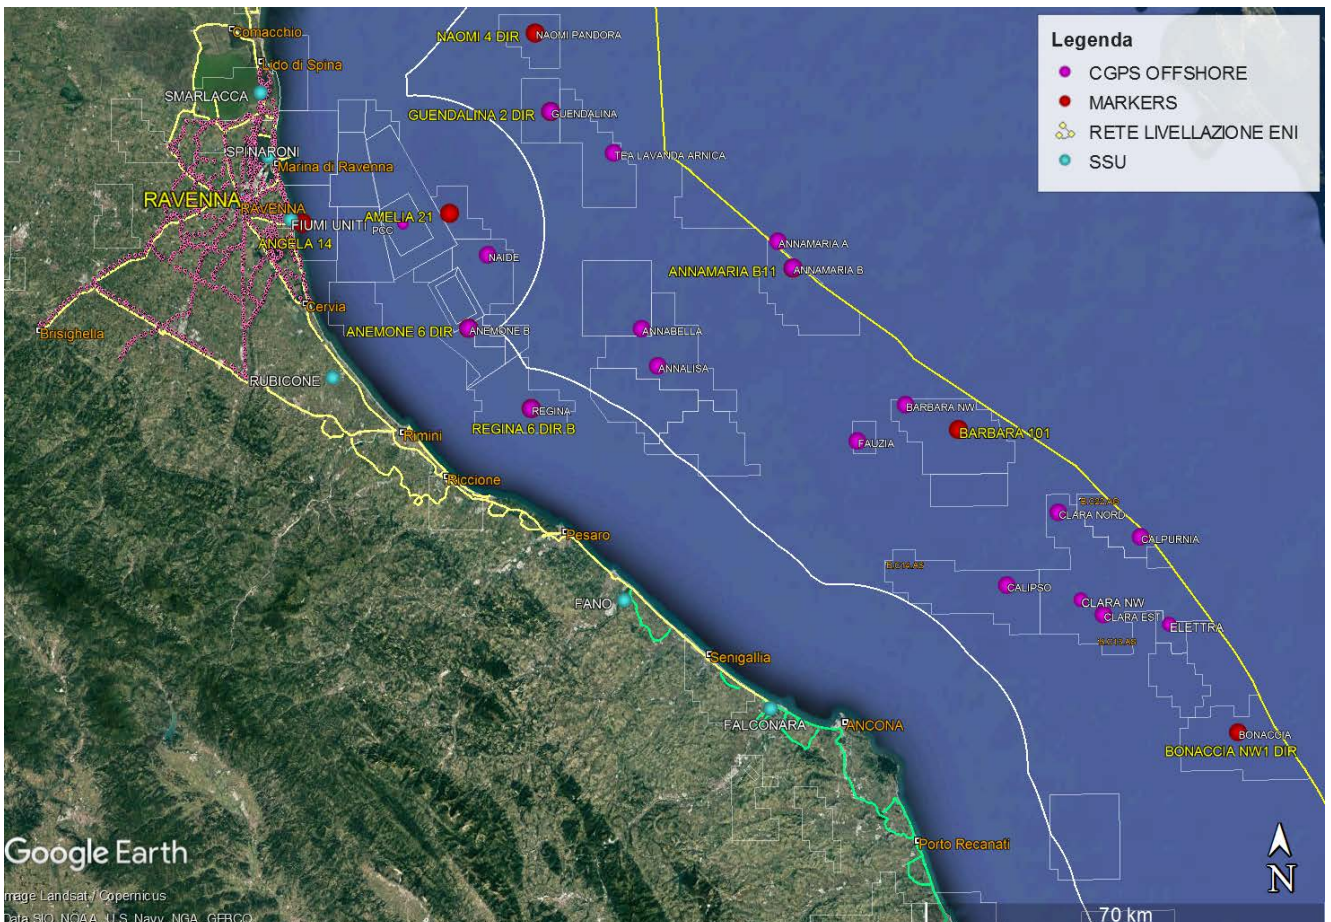 Legenda
CGPS OFFSHORE
MARKERS
RETE LIVELLAZIONE ENI
SSU
Comacchio
NAOMI 4 DIR
NAOMI PANDORA
Lido di Spina
SMARLACCA
GUENDALINA 2 DIR
GUENDALINA
SPINARONI
TEA LAVANDA ARNICA
Marina di Ravenna
RAVENNA
RAVENNA
FIUMI UNITI
PCC
AMELIA 21
ANGELA 14
NAIDE
ANNAMARIA A
ANNAMARIA B11
ANNAMARIA B
Cervia
Brisighella
ANEMONE 6 DIR
ANEMONE B
ANNABELLA
ANNALISA
RUBICONE
REGINA
REGINA 6 DIR B
BARBARA NW
BARBARA 101
FAUZIA
Rimini
Riccione
CLARA NORD
Pesaro
CALPURNIA
CALIPSO
FANO
CLARA NW
CLARA EST
ELETTRA
Senigallia
FALCONARA
ANCONA
BONACCIA
BONACCIA NW1 DIR
Porto Recanati
Google Earth
N
mage Landsat / Copernicus
Data SIO, NOAA, U.S. Navy, NGA, GEBCO
70 km